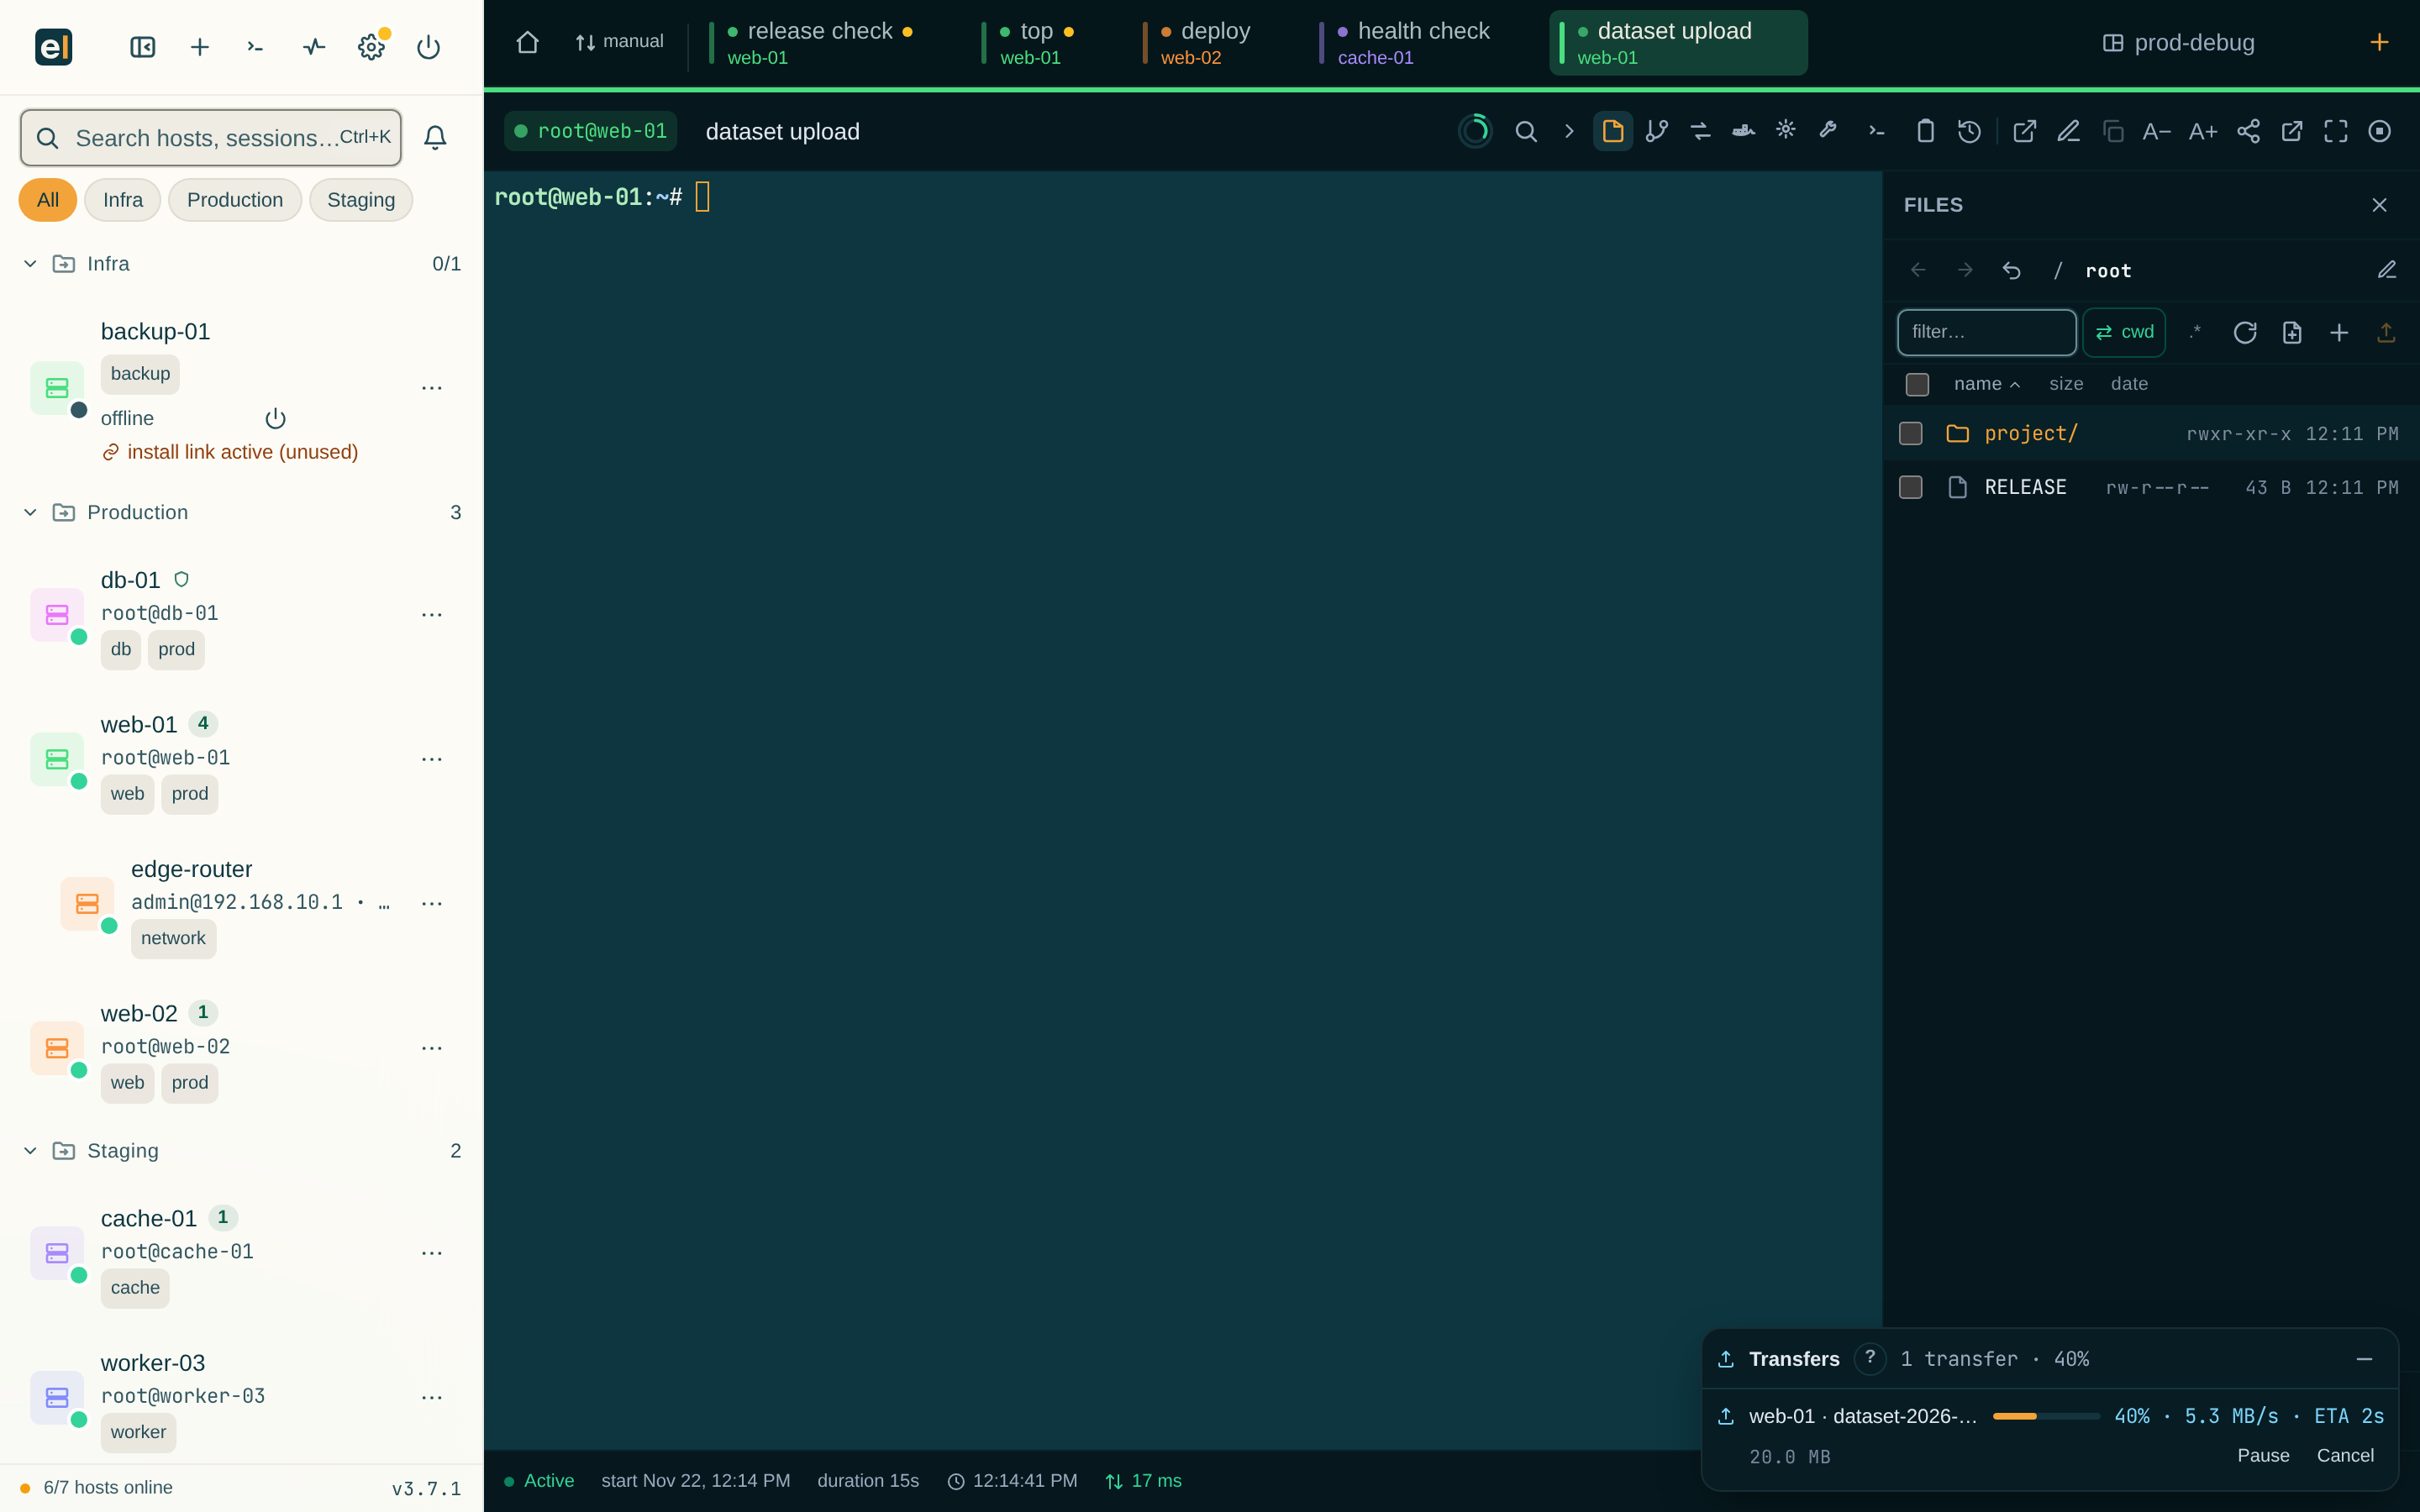 el
Search hosts, sessions… Ctrl+K
All Infra Production Staging
Infra 0/1
backup-01
backup
offline
install link active (unused)
Production 3
db-01
root@db-01
db prod
web-01 4
root@web-01
web prod
edge-router
admin@192.168.10.1 · …
network
web-02 1
root@web-02
web prod
Staging 2
cache-01 1
root@cache-01
cache
worker-03
root@worker-03
worker
6/7 hosts online v3.7.1
manual
release check
web-01
top
web-01
deploy
web-02
health check
cache-01
dataset upload
web-01
prod-debug
root@web-01 dataset upload
A− A+
root@web-01:~#
FILES
/ root
filter… cwd .*
name size date
project/ rwxr-xr-x 12:11 PM
RELEASE rw-r--r-- 43 B 12:11 PM
Transfers ? 1 transfer · 40%
web-01 · dataset-2026-… 40% · 5.3 MB/s · ETA 2s
20.0 MB Pause Cancel
Active start Nov 22, 12:14 PM duration 15s 12:14:41 PM 17 ms